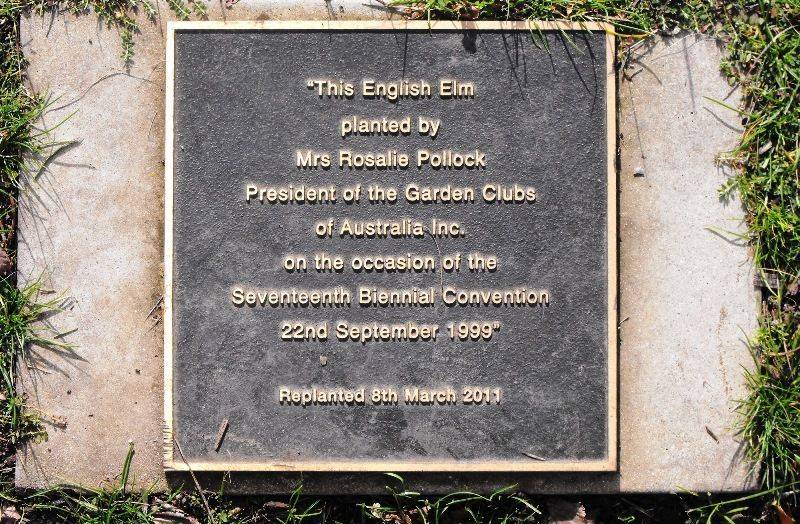 "This English Elm
planted by
Mrs Rosalie Pollock
President of the Garden Clubs
of Australia Inc.
on the occasion of the
Seventeenth Biennial Convention
22nd September 1999"
Replanted 8th March 2011